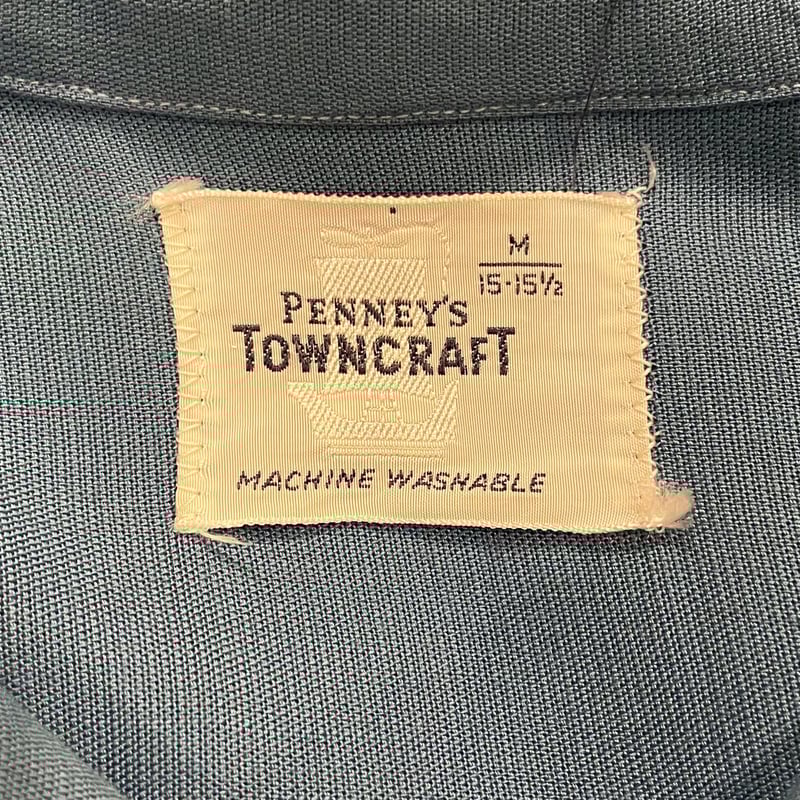 M
15-15½
PENNEY'S
TOWNCRAFT
MACHINE WASHABLE